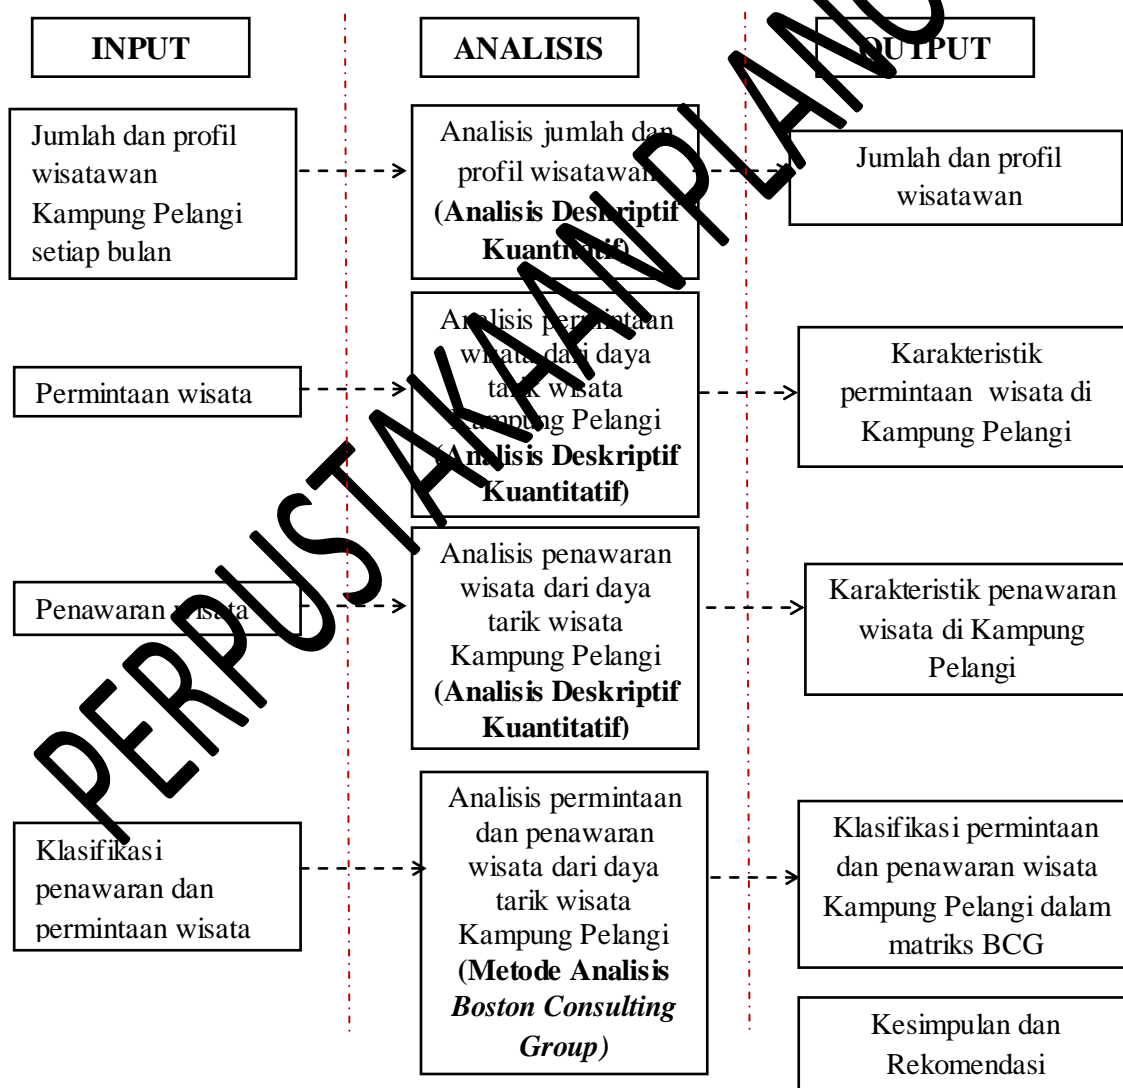 INPUT
ANALISIS
OUTPUT
Jumlah dan profil
wisatawan
Kampung Pelangi
setiap bulan
Analisis jumlah dan
profil wisatawan
(Analisis Deskriptif
Kuantitatif)
Jumlah dan profil
wisatawan
Permintaan wisata
Analisis permintaan
wisata dari daya
tarik wisata
Kampung Pelangi
(Analisis Deskriptif
Kuantitatif)
Karakteristik
permintaan wisata di
Kampung Pelangi
Penawaran wisata
Analisis penawaran
wisata dari daya
tarik wisata
Kampung Pelangi
(Analisis Deskriptif
Kuantitatif)
Karakteristik penawaran
wisata di Kampung
Pelangi
Klasifikasi
penawaran dan
permintaan wisata
Analisis permintaan
dan penawaran
wisata dari daya
tarik wisata
Kampung Pelangi
(Metode Analisis
Boston Consulting
Group)
Klasifikasi permintaan
dan penawaran wisata
Kampung Pelangi dalam
matriks BCG
Kesimpulan dan
Rekomendasi
PERPUSTAKAAN PLANO